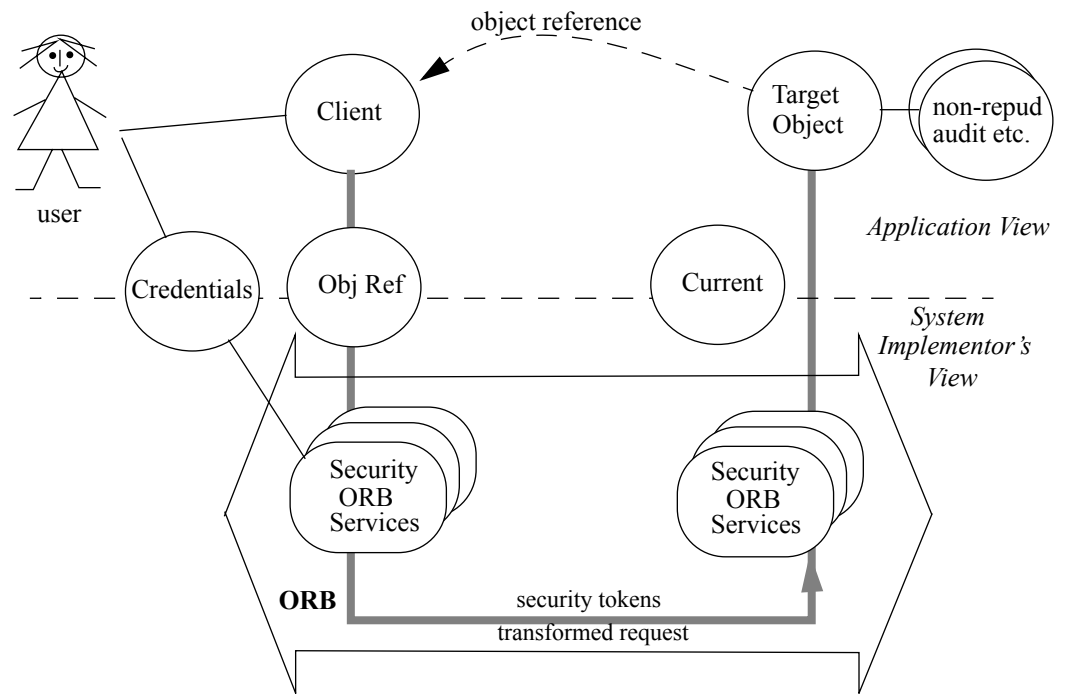 object reference
Client
Target
Object
non-repud
audit etc.
user
Application View
Credentials
Obj Ref
Current
System
Implementor’s
View
Security
ORB
Services
Security
ORB
Services
ORB
security tokens
transformed request